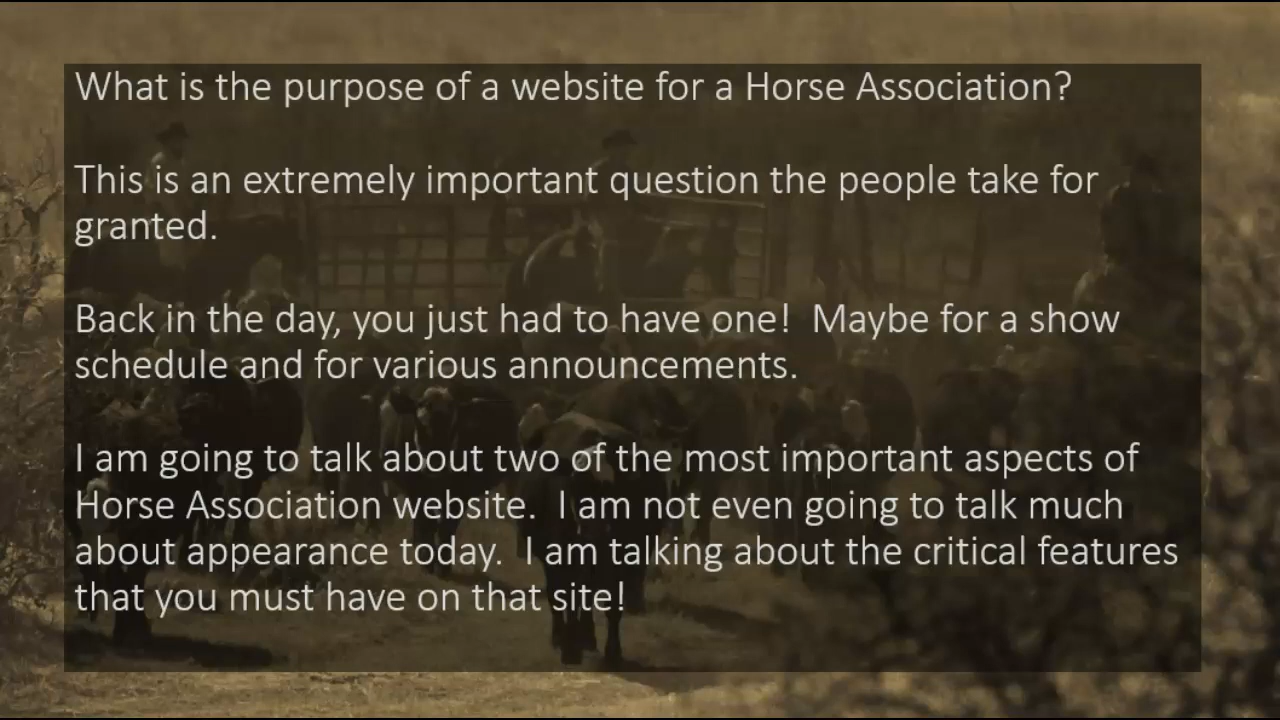 What is the purpose of a website for a Horse Association?
This is an extremely important question the people take for
granted.
Back in the day, you just had to have one!  Maybe for a show
schedule and for various announcements.
I am going to talk about two of the most important aspects of
Horse Association website.  I am not even going to talk much
about appearance today.  I am talking about the critical features
that you must have on that site!